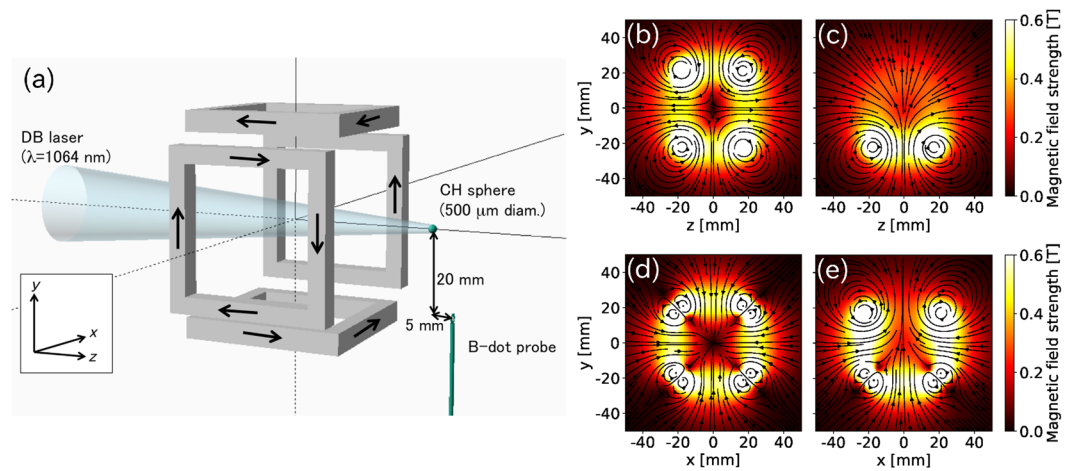 (a)
DB laser
(λ=1064 nm)
CH sphere
(500 μm diam.)
20 mm
5 mm
B-dot probe
y
x
z
(b)
(c)
y [mm]
40
20
0
-20
-40
-40 -20 0 20 40
z [mm]
-40 -20 0 20 40
z [mm]
0.6
0.4
0.2
0.0
Magnetic field strength [T]
(d)
(e)
y [mm]
40
20
0
-20
-40
-40 -20 0 20 40
x [mm]
-40 -20 0 20 40
x [mm]
0.6
0.4
0.2
0.0
Magnetic field strength [T]